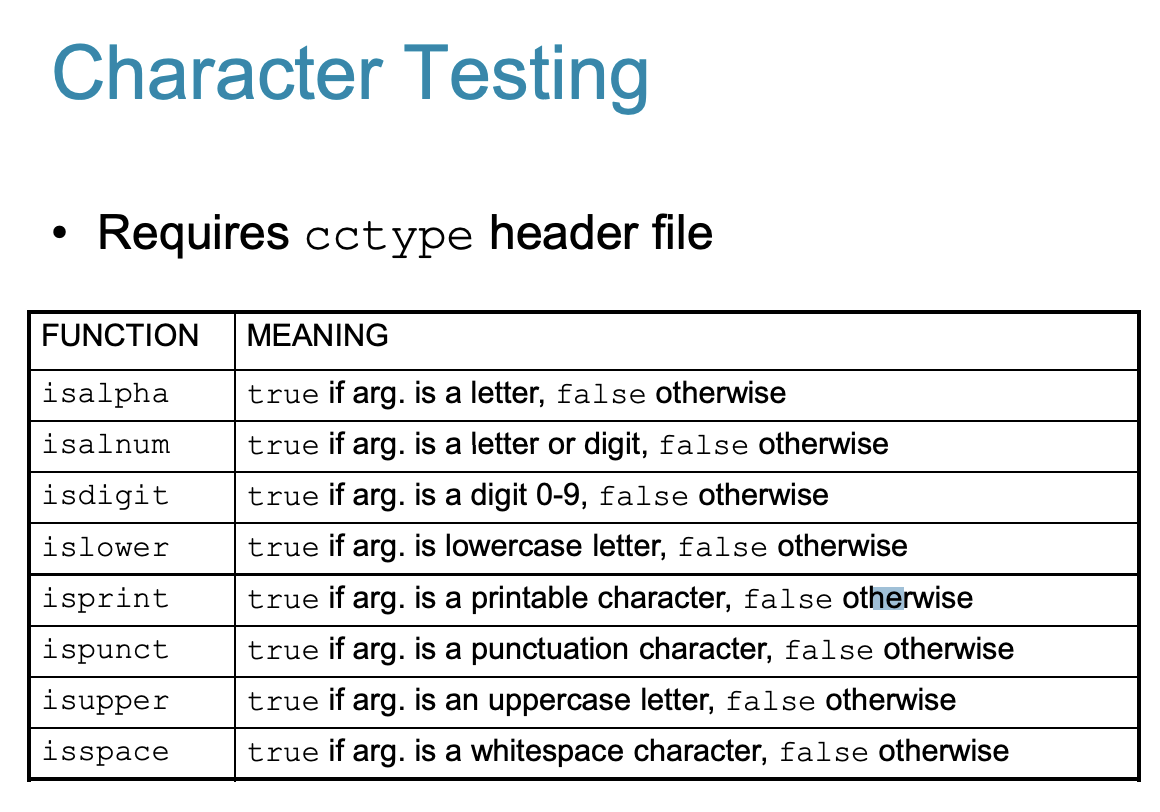 Character Testing
• Requires cctype header file
FUNCTION MEANING
isalpha true if arg. is a letter, false otherwise
isalnum true if arg. is a letter or digit, false otherwise
isdigit true if arg. is a digit 0-9, false otherwise
islower true if arg. is lowercase letter, false otherwise
isprint true if arg. is a printable character, false otherwise
ispunct true if arg. is a punctuation character, false otherwise
isupper true if arg. is an uppercase letter, false otherwise
isspace true if arg. is a whitespace character, false otherwise